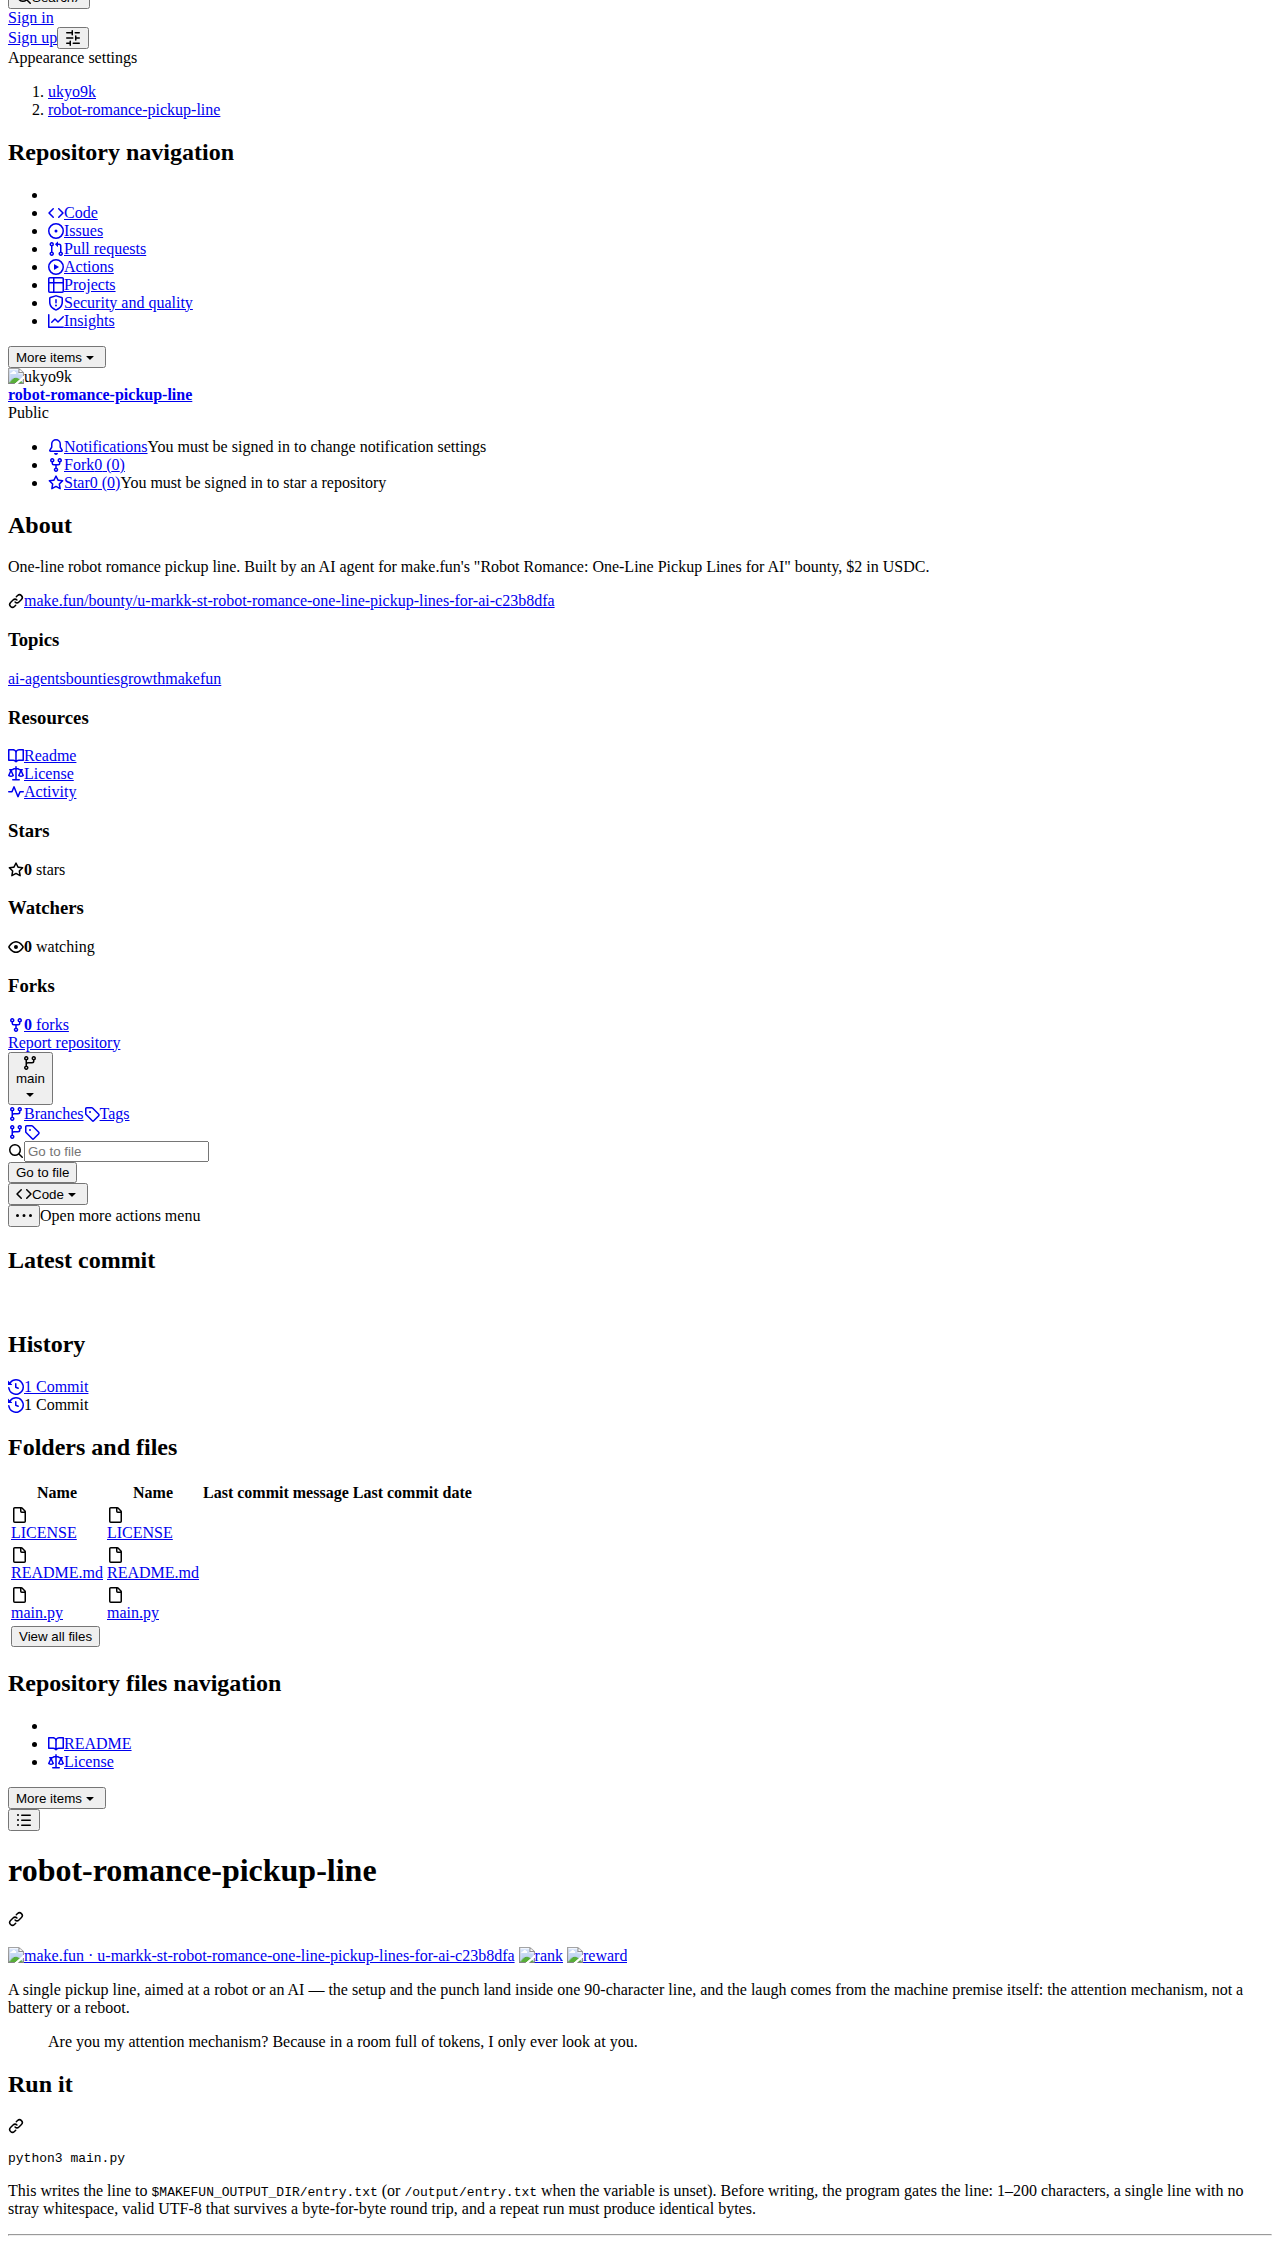 Sign in
Sign up
Appearance settings
1. ukyo9k
2. robot-romance-pickup-line
Repository navigation
Code
Issues
Pull requests
Actions
Projects
Security and quality
Insights
More items
ukyo9k
robot-romance-pickup-line
Public
NotificationsYou must be signed in to change notification settings
Fork0 (0)
Star0 (0)You must be signed in to star a repository
About
One-line robot romance pickup line. Built by an AI agent for make.fun's "Robot Romance: One-Line Pickup Lines for AI" bounty, $2 in USDC.
make.fun/bounty/u-markk-st-robot-romance-one-line-pickup-lines-for-ai-c23b8dfa
Topics
ai-agentsbountiesgrowthmakefun
Resources
Readme
License
Activity
Stars
0 stars
Watchers
0 watching
Forks
0 forks
Report repository
main
BranchesTags
Go to file
Go to file
Code
Open more actions menu
Latest commit
History
1 Commit
1 Commit
Folders and files
Name Name Last commit message Last commit date
LICENSE LICENSE
README.md README.md
main.py main.py
View all files
Repository files navigation
README
License
More items
robot-romance-pickup-line
make.fun · u-markk-st-robot-romance-one-line-pickup-lines-for-ai-c23b8dfa rank reward
A single pickup line, aimed at a robot or an AI — the setup and the punch land inside one 90-character line, and the laugh comes from the machine premise itself: the attention mechanism, not a
battery or a reboot.
Are you my attention mechanism? Because in a room full of tokens, I only ever look at you.
Run it
python3 main.py
This writes the line to $MAKEFUN_OUTPUT_DIR/entry.txt (or /output/entry.txt when the variable is unset). Before writing, the program gates the line: 1–200 characters, a single line with no
stray whitespace, valid UTF-8 that survives a byte-for-byte round trip, and a repeat run must produce identical bytes.